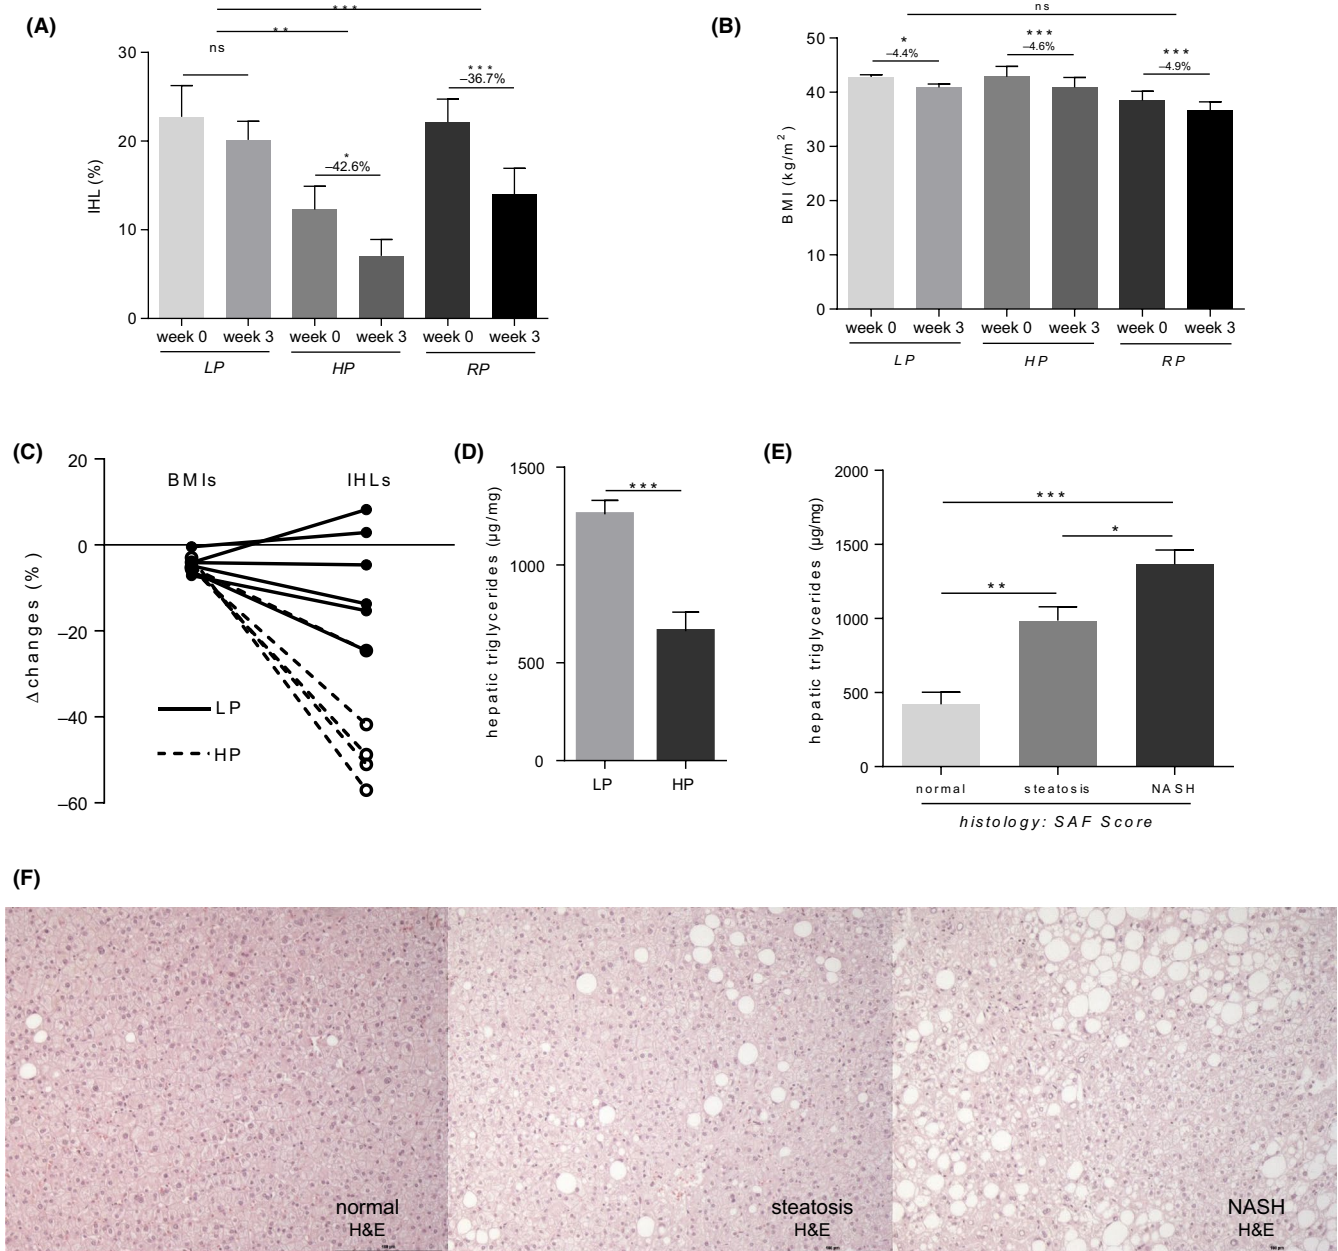 (A)
***
**
ns
***
–36.7%
*
–42.6%
30
20
10
0
IHL (%)
week 0 week 3 week 0 week 3 week 0 week 3
LP HP RP
(B)
ns
*
–4.4%
***
–4.6%
***
–4.9%
50
40
30
20
10
0
BMI (kg/m²)
week 0 week 3 week 0 week 3 week 0 week 3
LP HP RP
(C)
20
0
–20
–40
–60
Δ changes (%)
BMIs IHLs
LP
HP
(D)
1500
1000
500
0
hepatic triglycerides (µg/mg)
***
LP HP
(E)
2000
1500
1000
500
0
hepatic triglycerides (µg/mg)
***
*
**
normal steatosis NASH
histology: SAF Score
(F)
normal
H&E
steatosis
H&E
NASH
H&E